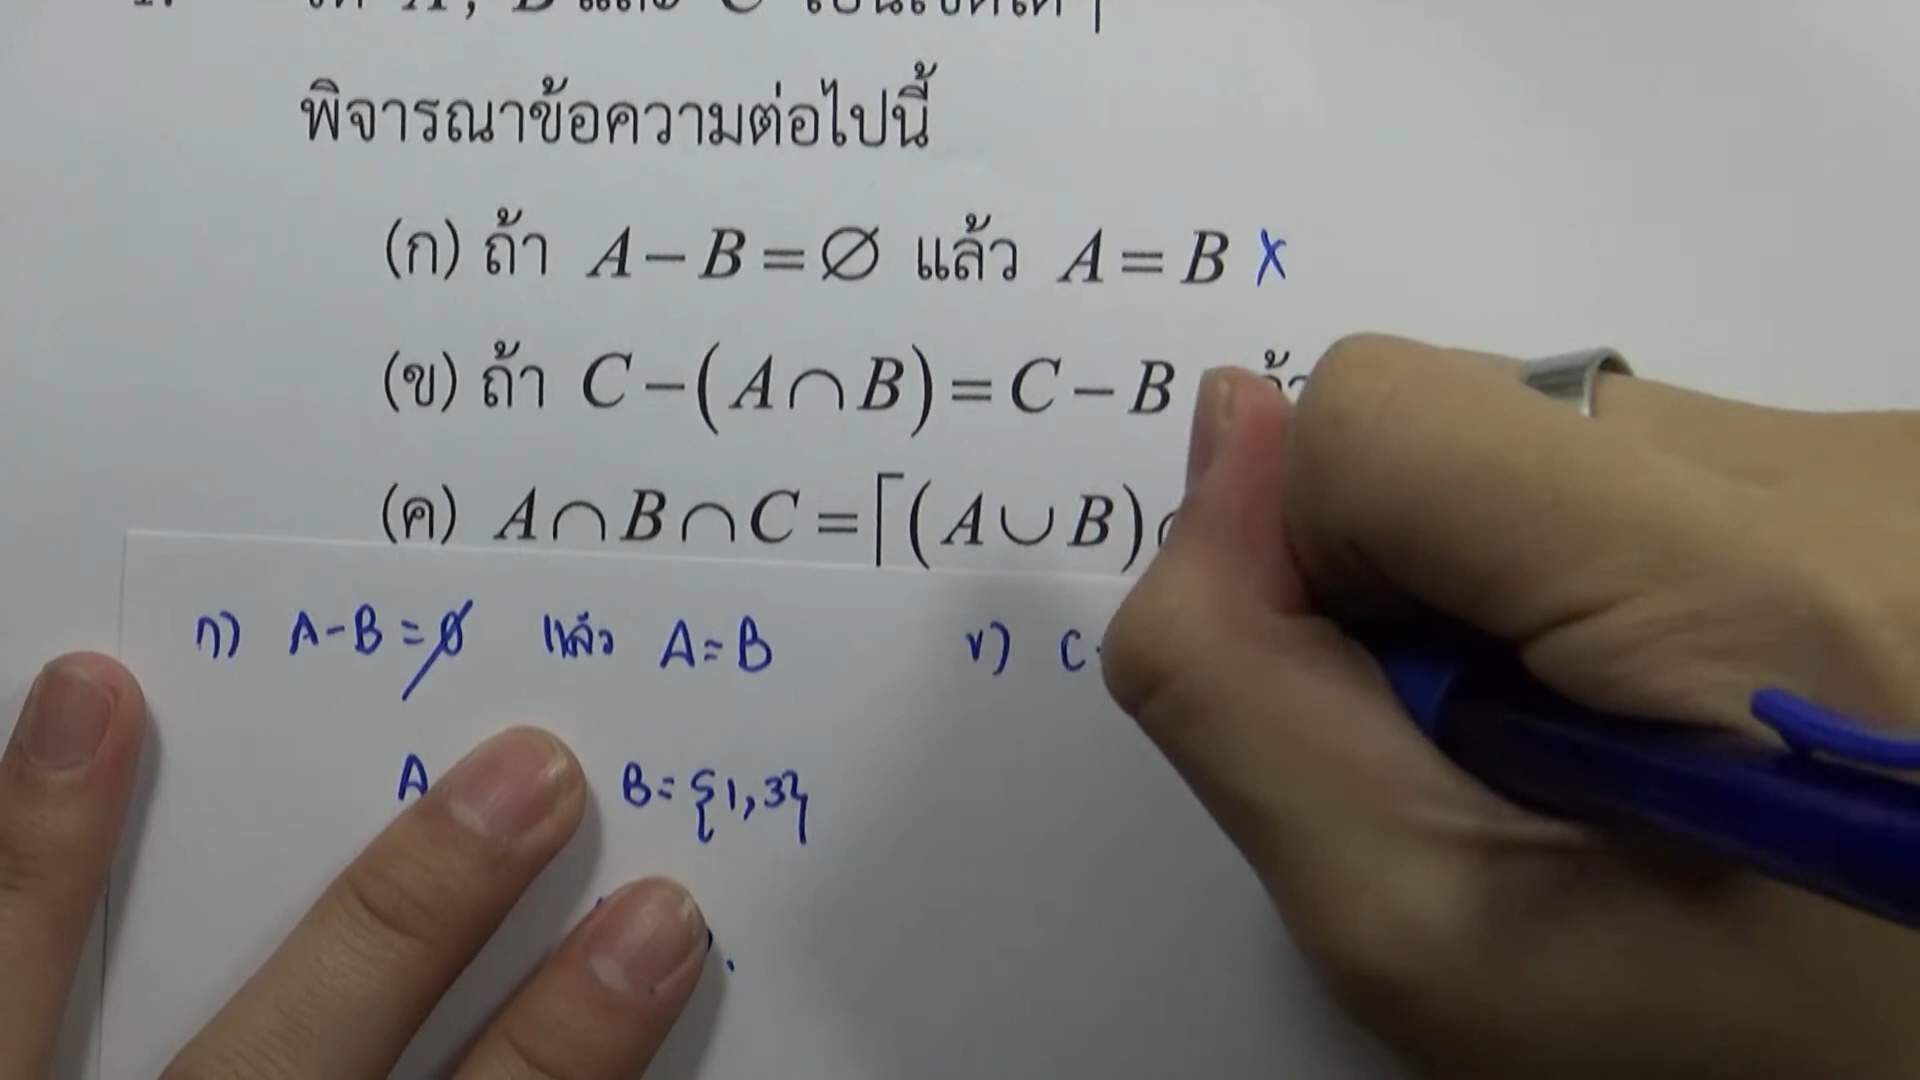 พิจารณาข้อความต่อไปนี้
(ก) ถ้า A − B = ∅ แล้ว A = B X
(ข) ถ้า C − (A ∩ B) = C − B
(ค) A ∩ B ∩ C = [(A ∪ B)
ก) A - B = ∅ แล้ว A = B ข) C -
A B = {1, 3}